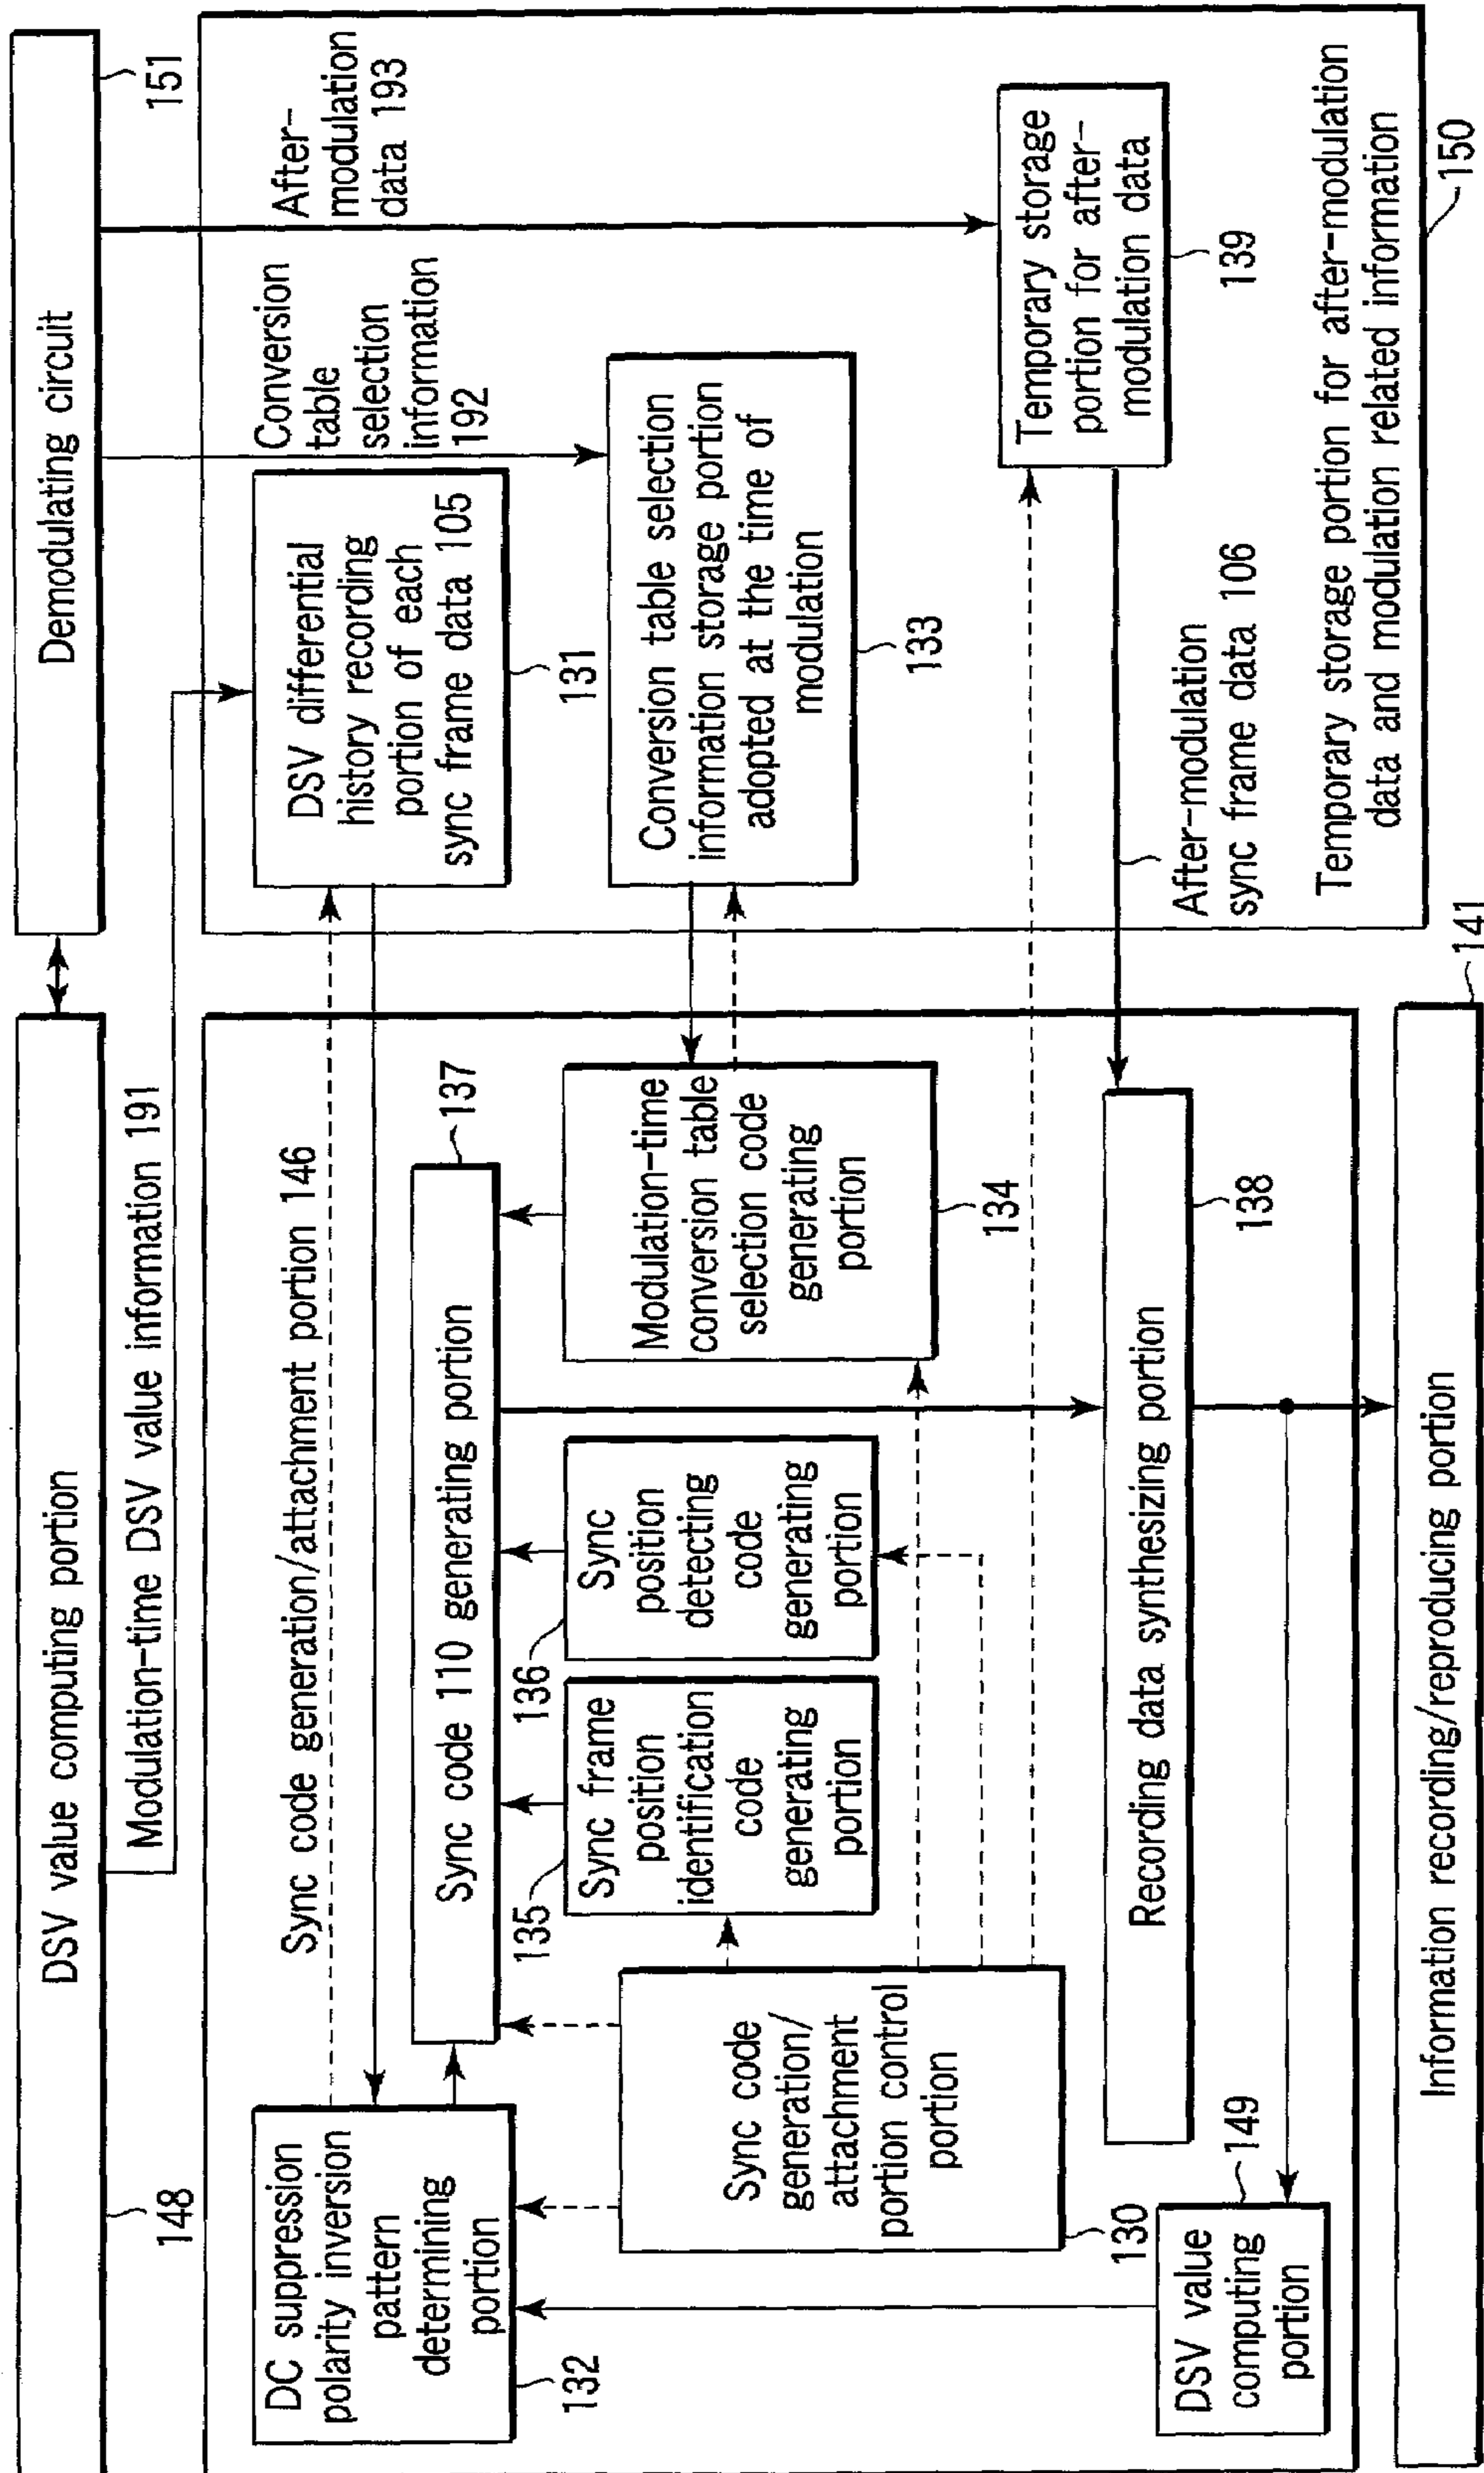 DSV value computing portion
148
Demodulating circuit
151
Modulation-time DSV value information 191
Sync code generation/attachment portion 146
DC suppression
polarity inversion
pattern
determining
portion
132
Sync code 110 generating portion
137
Sync frame
position
identification
code
generating
portion
135
Sync
position
detecting
code
generating
portion
136
Modulation-time
conversion table
selection code
generating
portion
134
Sync code
generation/
attachment
portion control
portion
130
DSV value
computing
portion
149
Recording data synthesizing portion
138
Information recording/reproducing portion
141
DSV differential
history recording
portion of each
sync frame data 105
131
Conversion
table
selection
information
192
After-
modulation
data 193
Conversion table selection
information storage portion
adopted at the time of
modulation
133
Temporary storage
portion for after-
modulation data
139
After-modulation
sync frame data 106
Temporary storage portion for after-modulation
data and modulation related information
150